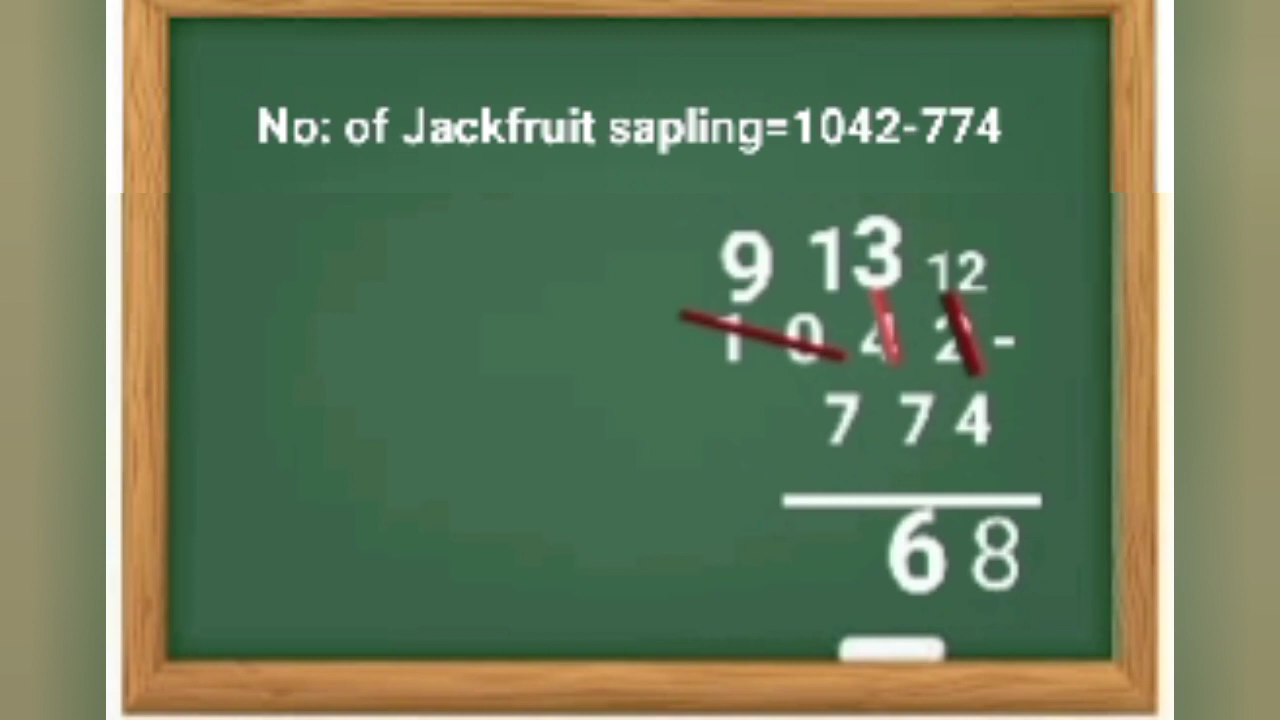 No: of Jackfruit sapling=1042-774
9 13 12
1 0 4 2 -
7 7 4
6 8